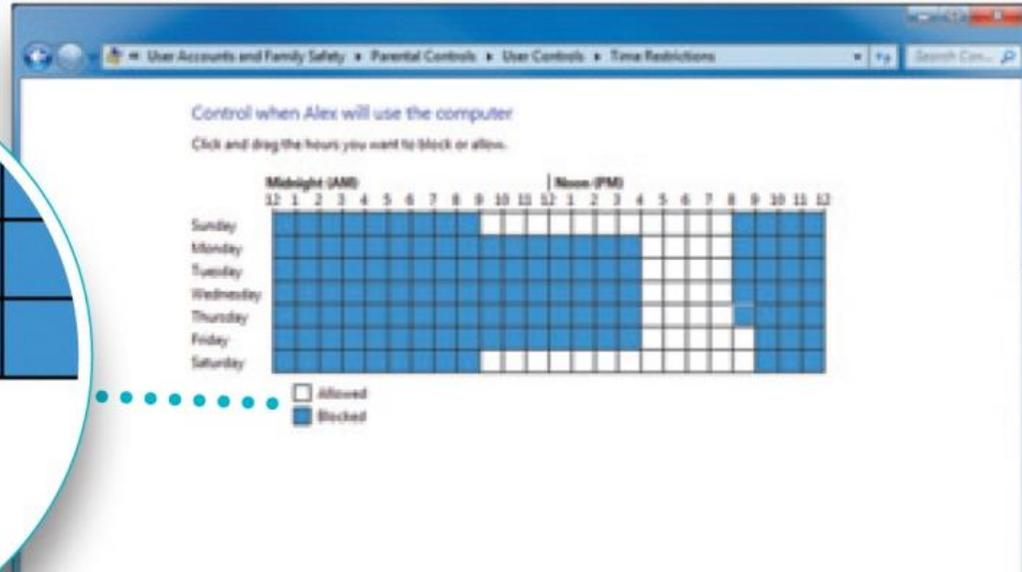 « User Accounts and Family Safety ▸ Parental Controls ▸ User Controls ▸ Time Restrictions
Search Con...
Control when Alex will use the computer
Click and drag the hours you want to block or allow.
Midnight (AM) Noon (PM)
12 1 2 3 4 5 6 7 8 9 10 11 12 1 2 3 4 5 6 7 8 9 10 11 12
Sunday
Monday
Tuesday
Wednesday
Thursday
Friday
Saturday
Allowed
Blocked